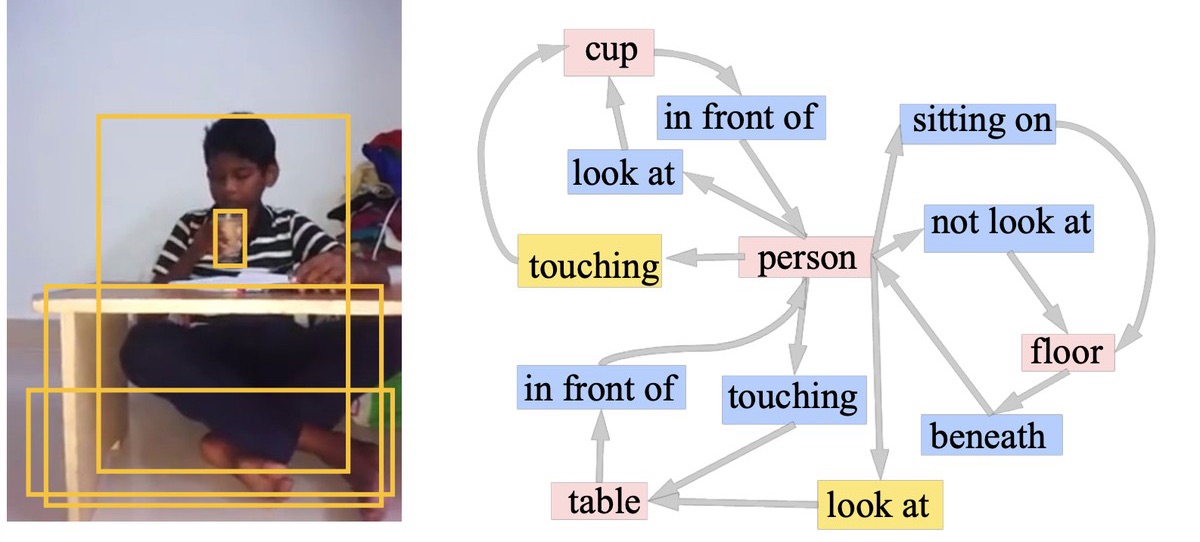 cup
in front of
sitting on
look at
not look at
touching
person
floor
in front of
touching
beneath
table
look at